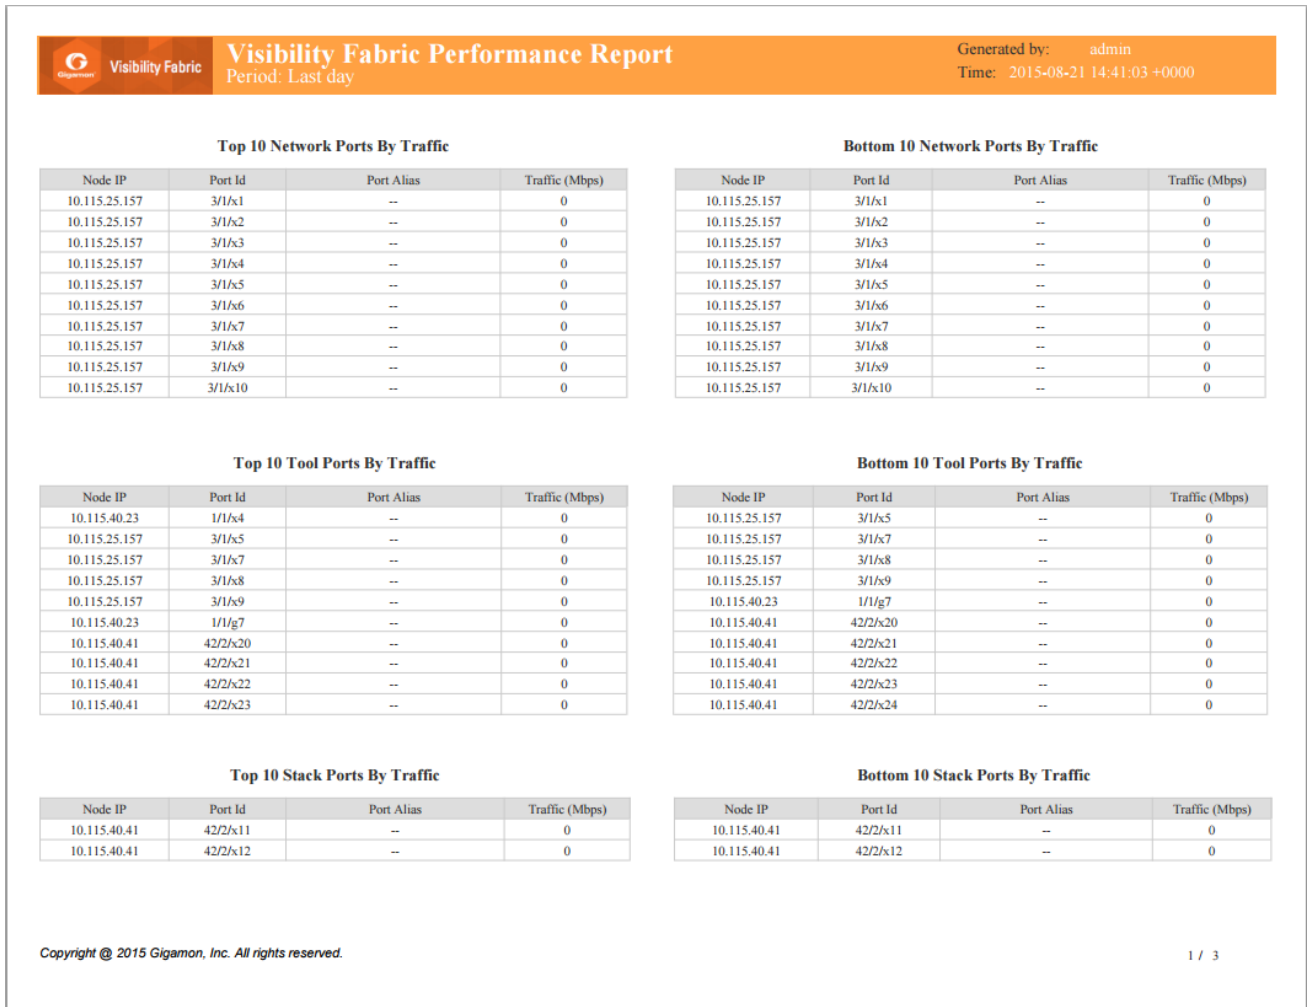 Gigamon
Visibility Fabric
Visibility Fabric Performance Report
Period: Last day
Generated by: admin
Time: 2015-08-21 14:41:03 +0000
Top 10 Network Ports By Traffic
Node IP Port Id Port Alias Traffic (Mbps)
10.115.25.157 3/1/x1 -- 0
10.115.25.157 3/1/x2 -- 0
10.115.25.157 3/1/x3 -- 0
10.115.25.157 3/1/x4 -- 0
10.115.25.157 3/1/x5 -- 0
10.115.25.157 3/1/x6 -- 0
10.115.25.157 3/1/x7 -- 0
10.115.25.157 3/1/x8 -- 0
10.115.25.157 3/1/x9 -- 0
10.115.25.157 3/1/x10 -- 0
Bottom 10 Network Ports By Traffic
Node IP Port Id Port Alias Traffic (Mbps)
10.115.25.157 3/1/x1 -- 0
10.115.25.157 3/1/x2 -- 0
10.115.25.157 3/1/x3 -- 0
10.115.25.157 3/1/x4 -- 0
10.115.25.157 3/1/x5 -- 0
10.115.25.157 3/1/x6 -- 0
10.115.25.157 3/1/x7 -- 0
10.115.25.157 3/1/x8 -- 0
10.115.25.157 3/1/x9 -- 0
10.115.25.157 3/1/x10 -- 0
Top 10 Tool Ports By Traffic
Node IP Port Id Port Alias Traffic (Mbps)
10.115.40.23 1/1/x4 -- 0
10.115.25.157 3/1/x5 -- 0
10.115.25.157 3/1/x7 -- 0
10.115.25.157 3/1/x8 -- 0
10.115.25.157 3/1/x9 -- 0
10.115.40.23 1/1/g7 -- 0
10.115.40.41 42/2/x20 -- 0
10.115.40.41 42/2/x21 -- 0
10.115.40.41 42/2/x22 -- 0
10.115.40.41 42/2/x23 -- 0
Bottom 10 Tool Ports By Traffic
Node IP Port Id Port Alias Traffic (Mbps)
10.115.25.157 3/1/x5 -- 0
10.115.25.157 3/1/x7 -- 0
10.115.25.157 3/1/x8 -- 0
10.115.25.157 3/1/x9 -- 0
10.115.40.23 1/1/g7 -- 0
10.115.40.41 42/2/x20 -- 0
10.115.40.41 42/2/x21 -- 0
10.115.40.41 42/2/x22 -- 0
10.115.40.41 42/2/x23 -- 0
10.115.40.41 42/2/x24 -- 0
Top 10 Stack Ports By Traffic
Node IP Port Id Port Alias Traffic (Mbps)
10.115.40.41 42/2/x11 -- 0
10.115.40.41 42/2/x12 -- 0
Bottom 10 Stack Ports By Traffic
Node IP Port Id Port Alias Traffic (Mbps)
10.115.40.41 42/2/x11 -- 0
10.115.40.41 42/2/x12 -- 0
Copyright @ 2015 Gigamon, Inc. All rights reserved.
1 / 3